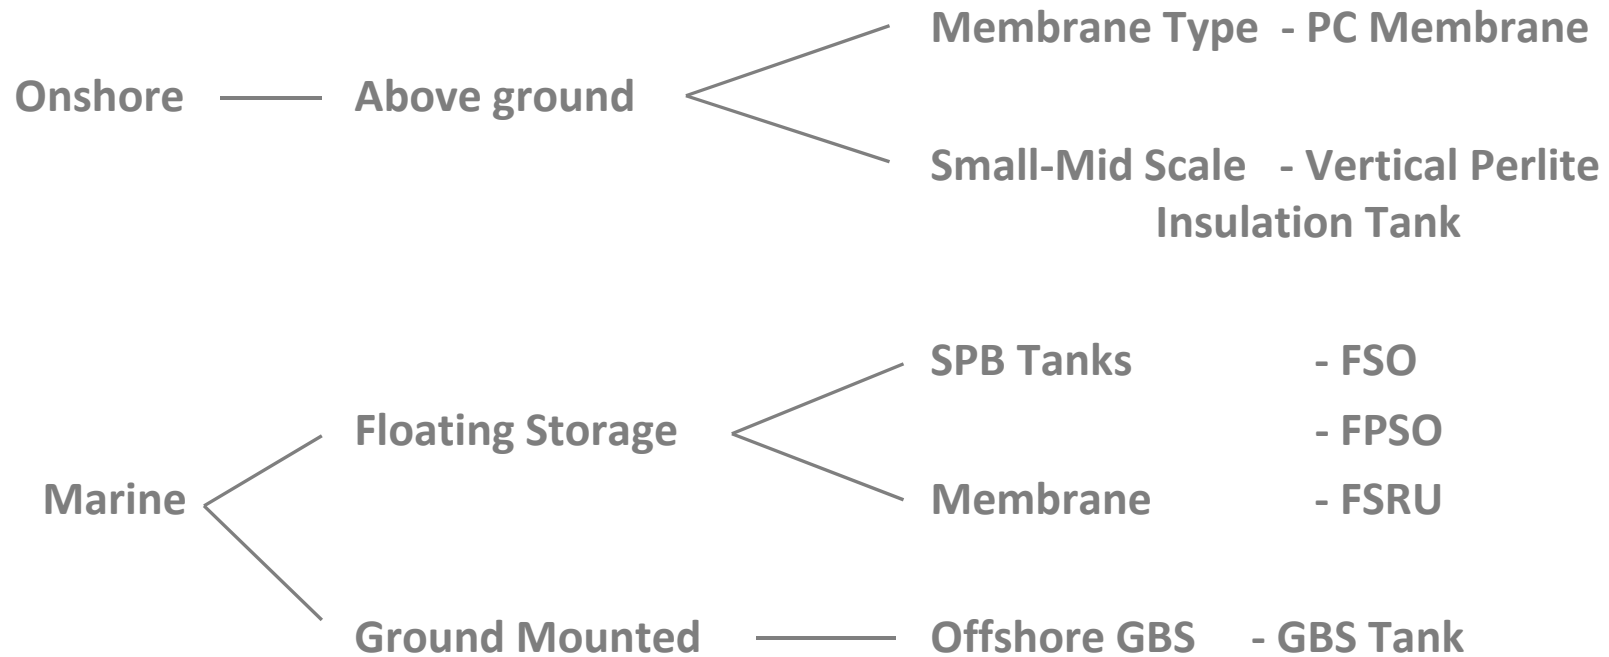 Membrane Type - PC Membrane
Onshore Above ground
Small-Mid Scale - Vertical Perlite
Insulation Tank
SPB Tanks - FSO
Floating Storage - FPSO
Marine Membrane - FSRU
Ground Mounted Offshore GBS - GBS Tank